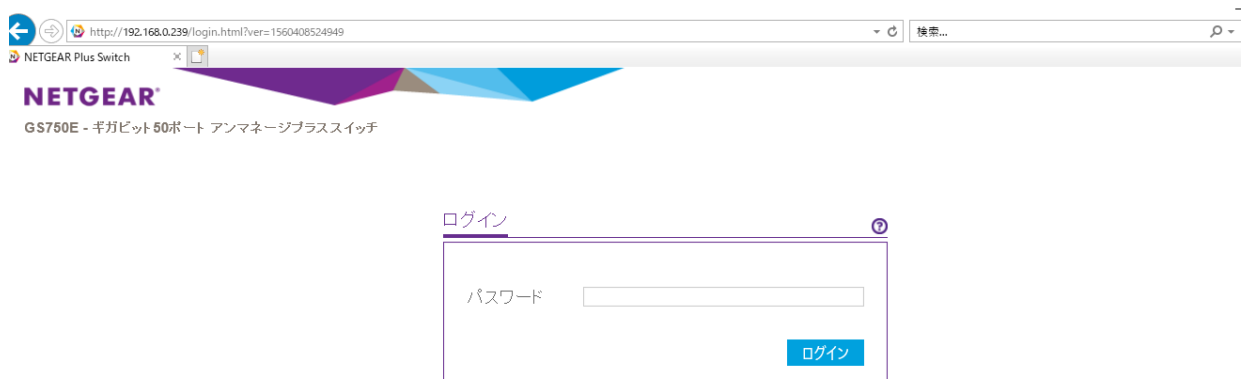 http://192.168.0.239/login.html?ver=1560408524949
検索...
NETGEAR Plus Switch
NETGEAR®
GS750E - ギガビット50ポート アンマネージプラススイッチ
ログイン
?
パスワード
ログイン